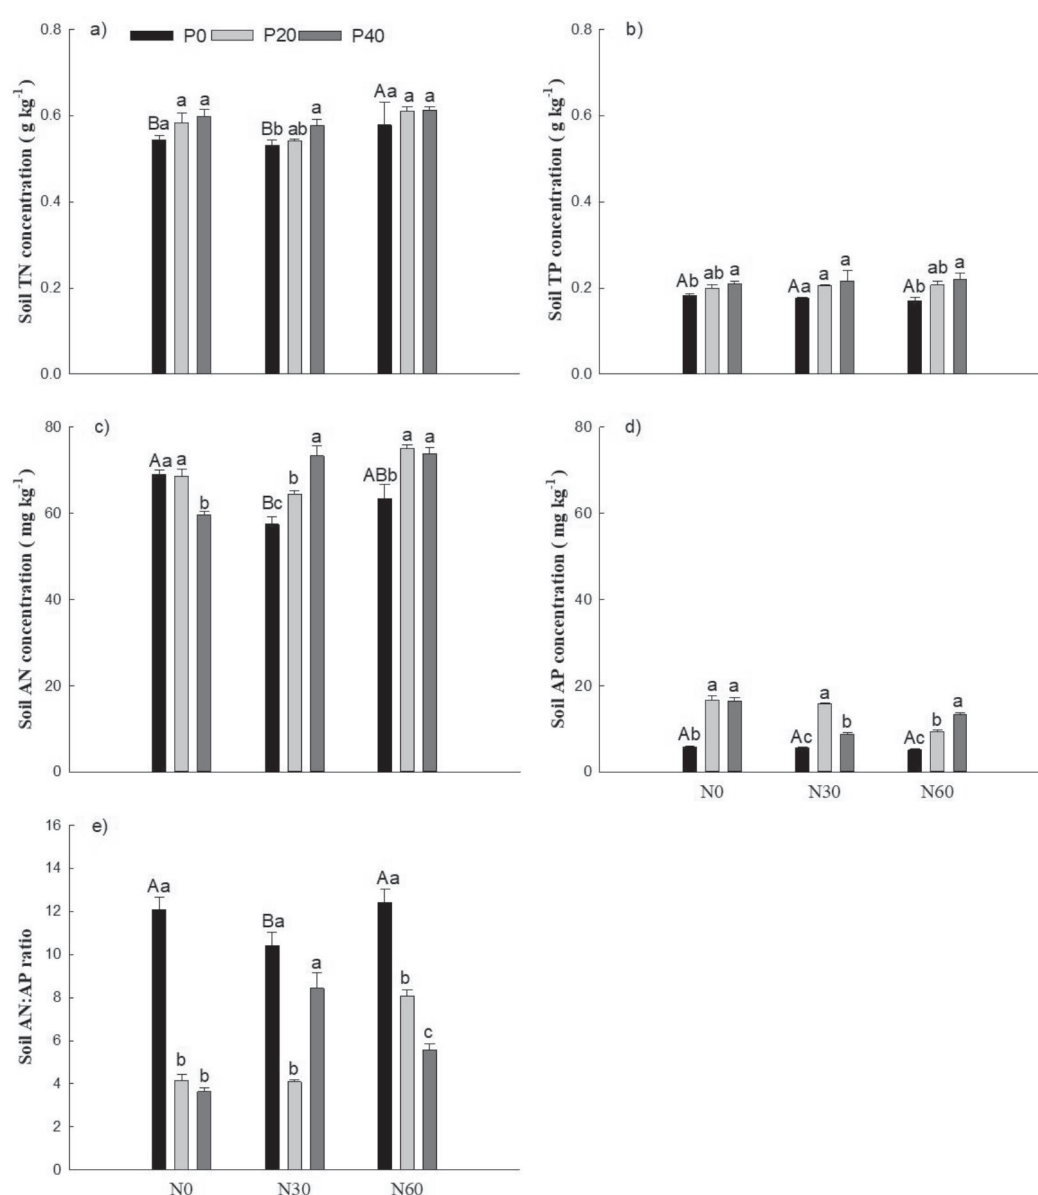 a) P0 P20 P40
Soil TN concentration ( g kg-1 )
0.8
0.6
0.4
0.2
0.0
Ba a a
Bb ab a
Aa a a
b)
Soil TP concentration ( g kg-1 )
0.8
0.6
0.4
0.2
0.0
Ab ab a
Aa a a
Ab ab a
c)
Soil AN concentration ( mg kg-1 )
80
60
40
20
0
Aa a b
Bc b a
ABb a a
d)
Soil AP concentration ( mg kg-1 )
80
60
40
20
0
Ab a a
Ac a b
Ac b a
N0 N30 N60
e)
Soil AN:AP ratio
16
14
12
10
8
6
4
2
0
Aa b b
Ba b a
Aa b c
N0 N30 N60